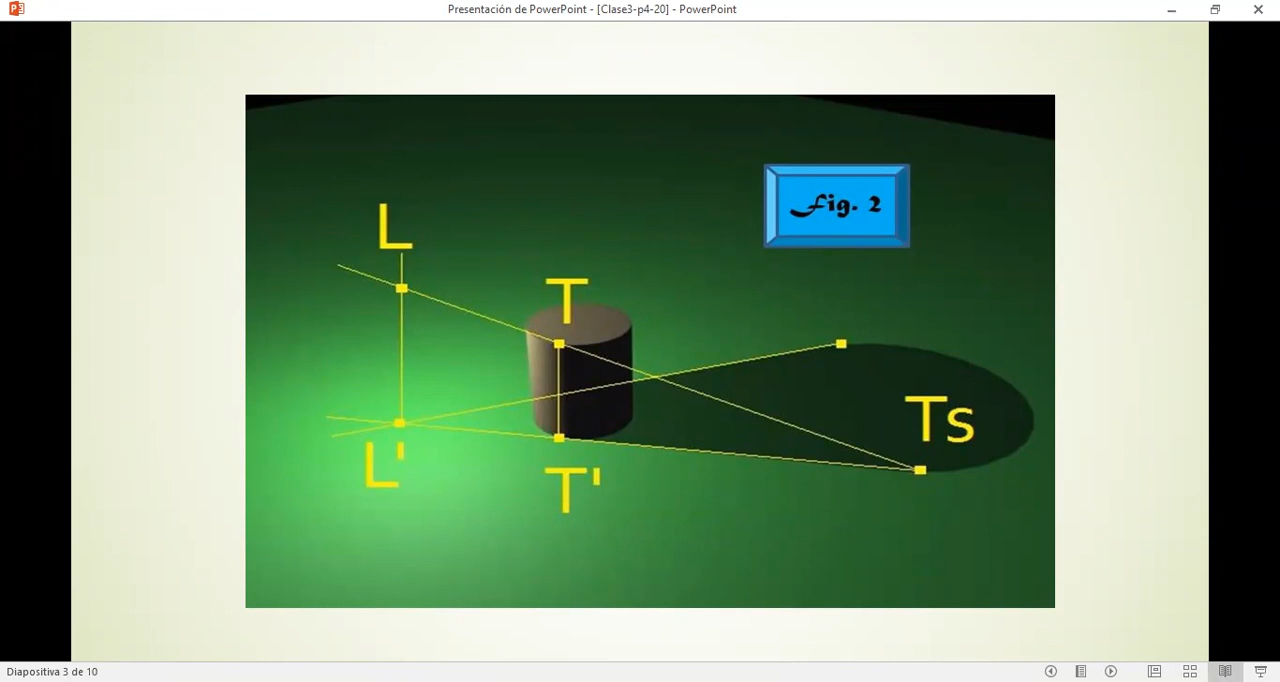 Presentación de PowerPoint - [Clase3-p4-20] - PowerPoint
Fig. 2
L
T
Ts
L'
T'
Diapositiva 3 de 10